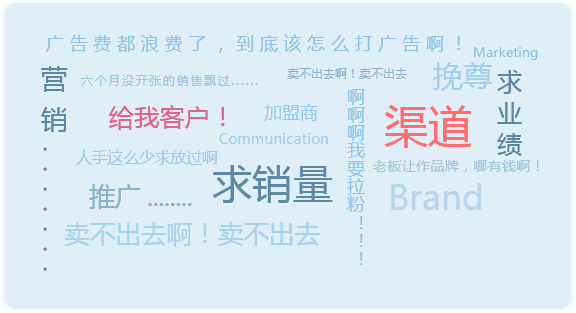 广告费都浪费了，到底该怎么打广告啊！
Marketing
营销......
六个月没开张的销售飘过......
卖不出去啊！卖不出去
挽尊
求业绩
给我客户！
加盟商
啊啊啊我要拉粉！！！
渠道
Communication
人手这么少求放过啊
老板让作品牌，哪有钱啊！
求销量
推广 ........
Brand
卖不出去啊！卖不出去